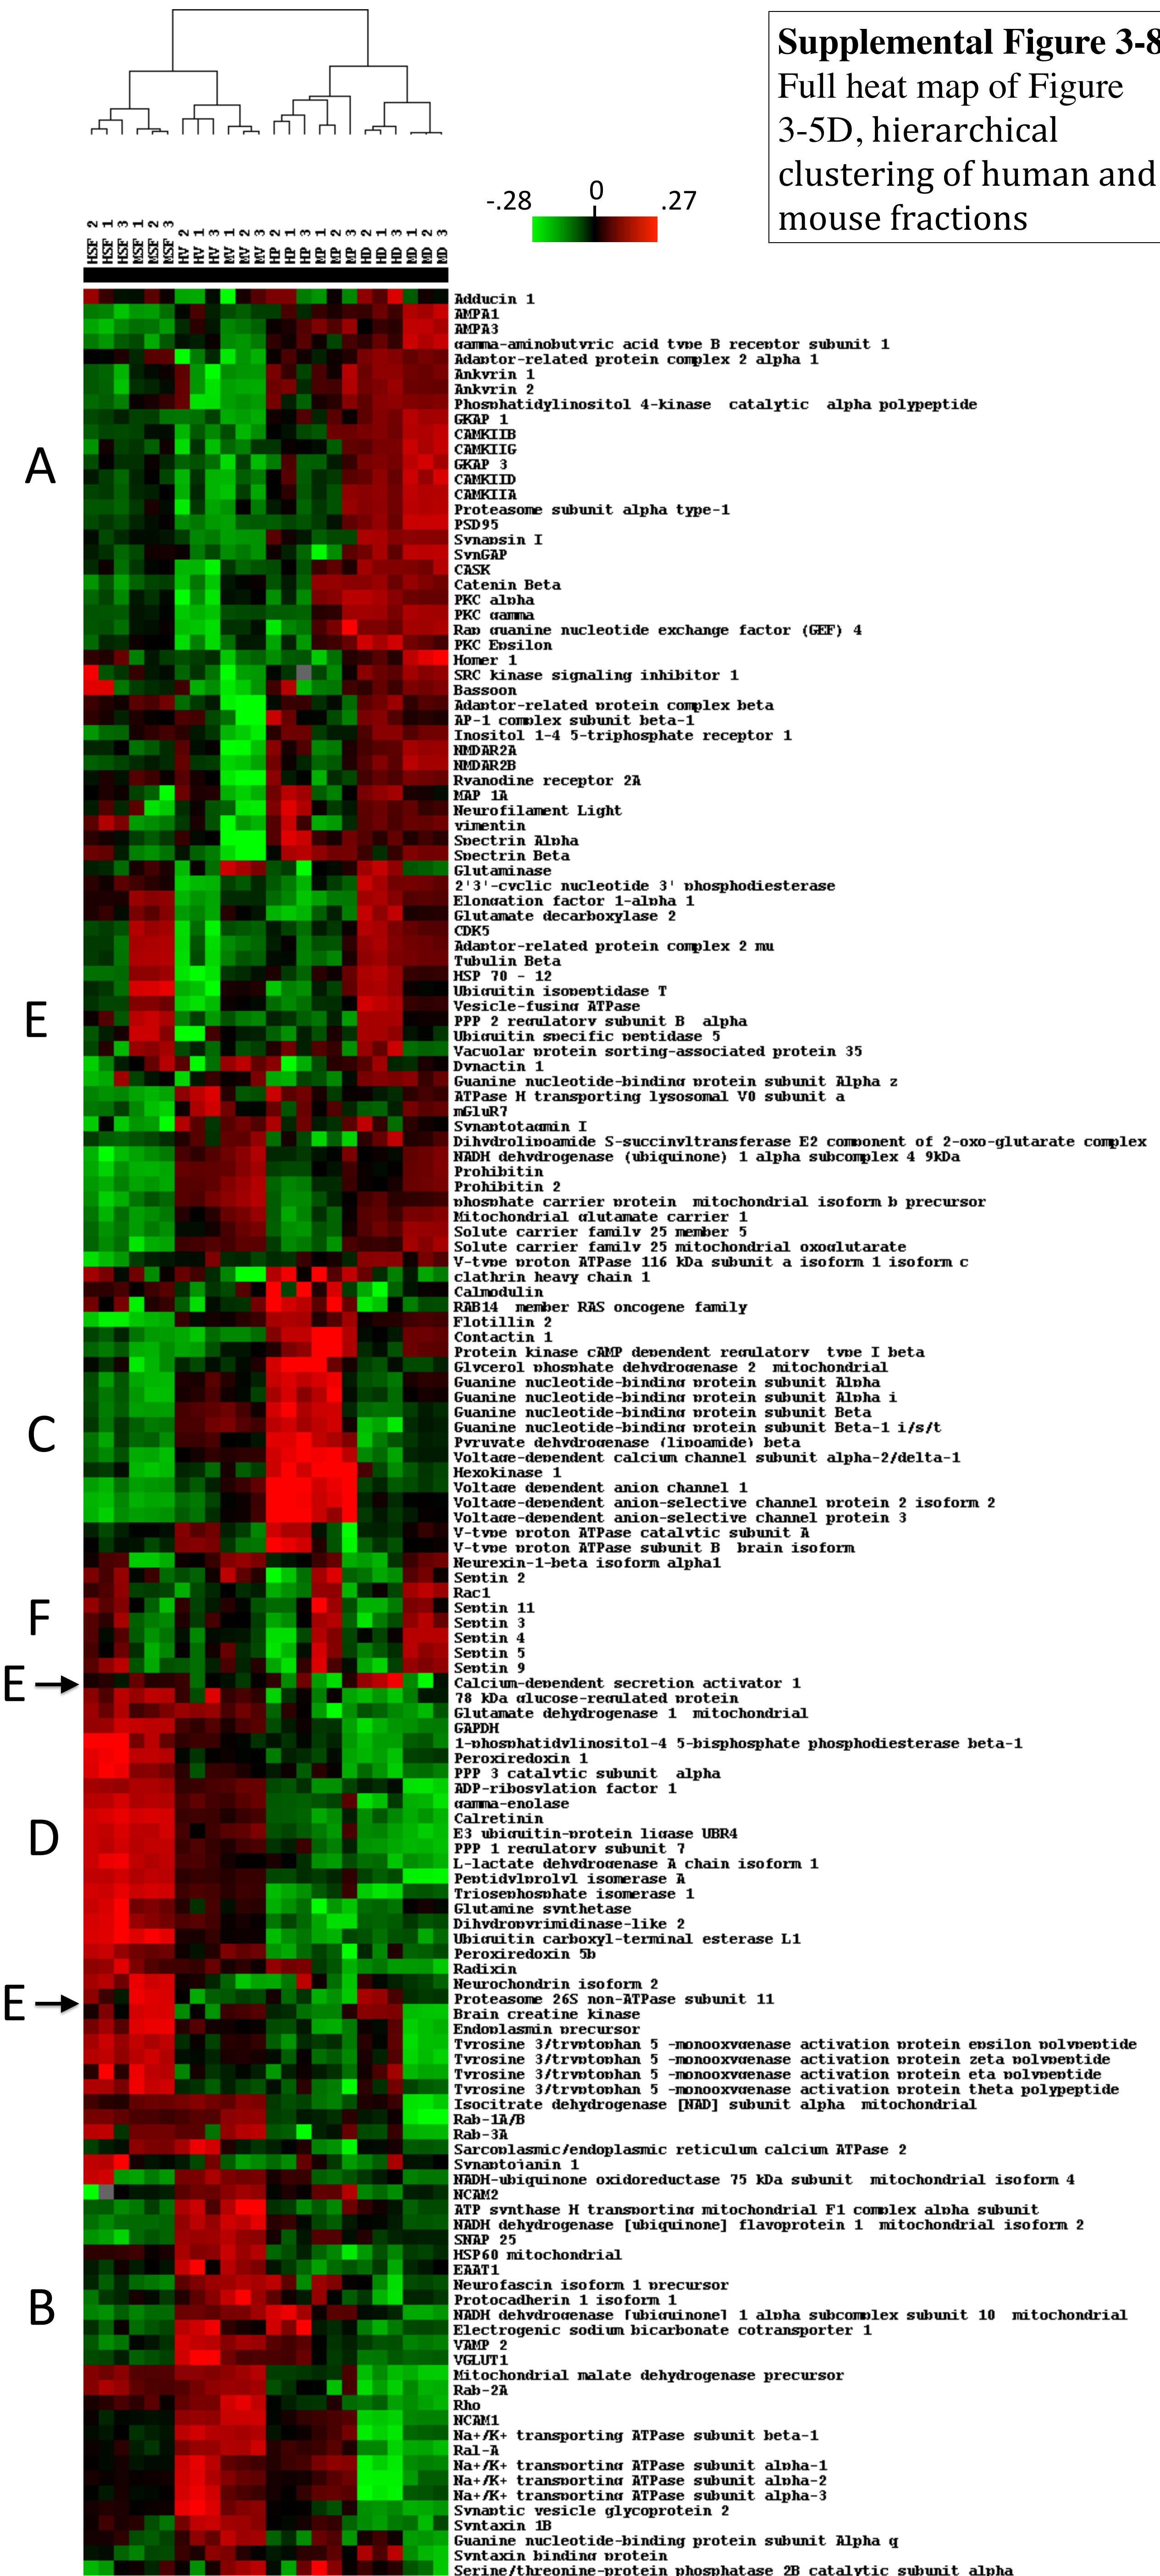 Supplemental Figure 3-8
Full heat map of Figure
3-5D, hierarchical
clustering of human and
mouse fractions
-.28 0 .27
HSF 2
HSF 1
HSF 3
MSF 1
MSF 2
MSF 3
HV 2
HV 1
HV 3
MV 1
MV 2
MV 3
HP 2
HP 1
HP 3
MP 1
MP 2
MP 3
HD 2
HD 1
HD 3
MD 1
MD 2
MD 3
Adducin 1
AMPA1
AMPA3
gamma-aminobutyric acid type B receptor subunit 1
Adaptor-related protein complex 2 alpha 1
Ankyrin 1
Ankyrin 2
Phosphatidylinositol 4-kinase catalytic alpha polypeptide
GKAP 1
CAMKIIB
CAMKIIG
A
GKAP 3
CAMKIID
CAMKIIA
Proteasome subunit alpha type-1
PSD95
Synapsin I
SynGAP
CASK
Catenin Beta
PKC alpha
PKC gamma
Rap guanine nucleotide exchange factor (GEF) 4
PKC Epsilon
Homer 1
SRC kinase signaling inhibitor 1
Bassoon
Adaptor-related protein complex beta
AP-1 complex subunit beta-1
Inositol 1-4 5-triphosphate receptor 1
NMDAR2A
NMDAR2B
Ryanodine receptor 2A
MAP 1A
Neurofilament Light
vimentin
Spectrin Alpha
Spectrin Beta
Glutaminase
2'3'-cyclic nucleotide 3' phosphodiesterase
Elongation factor 1-alpha 1
Glutamate decarboxylase 2
CDK5
Adaptor-related protein complex 2 mu
Tubulin Beta
HSP 70 - 12
Ubiquitin isopeptidase T
Vesicle-fusing ATPase
E
PPP 2 regulatory subunit B alpha
Ubiquitin specific peptidase 5
Vacuolar protein sorting-associated protein 35
Dynactin 1
Guanine nucleotide-binding protein subunit Alpha z
ATPase H transporting lysosomal V0 subunit a
mGluR7
Synaptotagmin I
Dihydrolipoamide S-succinyltransferase E2 component of 2-oxo-glutarate complex
NADH dehydrogenase (ubiquinone) 1 alpha subcomplex 4 9kDa
Prohibitin
Prohibitin 2
phosphate carrier protein mitochondrial isoform b precursor
Mitochondrial glutamate carrier 1
Solute carrier family 25 member 5
Solute carrier family 25 mitochondrial oxoglutarate
V-type proton ATPase 116 kDa subunit a isoform 1 isoform c
clathrin heavy chain 1
Calmodulin
RAB14 member RAS oncogene family
Flotillin 2
Contactin 1
Protein kinase cAMP dependent regulatory type I beta
Glycerol phosphate dehydrogenase 2 mitochondrial
Guanine nucleotide-binding protein subunit Alpha
Guanine nucleotide-binding protein subunit Alpha i
Guanine nucleotide-binding protein subunit Beta
Guanine nucleotide-binding protein subunit Beta-1 i/s/t
C
Pyruvate dehydrogenase (lipoamide) beta
Voltage-dependent calcium channel subunit alpha-2/delta-1
Hexokinase 1
Voltage dependent anion channel 1
Voltage-dependent anion-selective channel protein 2 isoform 2
Voltage-dependent anion-selective channel protein 3
V-type proton ATPase catalytic subunit A
V-type proton ATPase subunit B brain isoform
Neurexin-1-beta isoform alpha1
Septin 2
Rac1
Septin 11
F
Septin 3
Septin 4
Septin 5
Septin 9
E
Calcium-dependent secretion activator 1
78 kDa glucose-regulated protein
Glutamate dehydrogenase 1 mitochondrial
GAPDH
1-phosphatidylinositol-4 5-bisphosphate phosphodiesterase beta-1
Peroxiredoxin 1
PPP 3 catalytic subunit alpha
ADP-ribosylation factor 1
gamma-enolase
Calretinin
D
E3 ubiquitin-protein ligase UBR4
PPP 1 regulatory subunit 7
L-lactate dehydrogenase A chain isoform 1
Peptidylprolyl isomerase A
Triosephosphate isomerase 1
Glutamine synthetase
Dihydropyrimidinase-like 2
Ubiquitin carboxyl-terminal esterase L1
Peroxiredoxin 5b
Radixin
Neurochondrin isoform 2
E
Proteasome 26S non-ATPase subunit 11
Brain creatine kinase
Endoplasmin precursor
Tyrosine 3/tryptophan 5 -monooxygenase activation protein epsilon polypeptide
Tyrosine 3/tryptophan 5 -monooxygenase activation protein zeta polypeptide
Tyrosine 3/tryptophan 5 -monooxygenase activation protein eta polypeptide
Tyrosine 3/tryptophan 5 -monooxygenase activation protein theta polypeptide
Isocitrate dehydrogenase [NAD] subunit alpha mitochondrial
Rab-1A/B
Rab-3A
Sarcoplasmic/endoplasmic reticulum calcium ATPase 2
Synaptojanin 1
NADH-ubiquinone oxidoreductase 75 kDa subunit mitochondrial isoform 4
NCAM2
ATP synthase H transporting mitochondrial F1 complex alpha subunit
NADH dehydrogenase [ubiquinone] flavoprotein 1 mitochondrial isoform 2
SNAP 25
HSP60 mitochondrial
EAAT1
Neurofascin isoform 1 precursor
Protocadherin 1 isoform 1
B
NADH dehydrogenase [ubiquinone] 1 alpha subcomplex subunit 10 mitochondrial
Electrogenic sodium bicarbonate cotransporter 1
VAMP 2
VGLUT1
Mitochondrial malate dehydrogenase precursor
Rab-2A
Rho
NCAM1
Na+/K+ transporting ATPase subunit beta-1
Ral-A
Na+/K+ transporting ATPase subunit alpha-1
Na+/K+ transporting ATPase subunit alpha-2
Na+/K+ transporting ATPase subunit alpha-3
Synaptic vesicle glycoprotein 2
Syntaxin 1B
Guanine nucleotide-binding protein subunit Alpha q
Syntaxin binding protein
Serine/threonine-protein phosphatase 2B catalytic subunit alpha